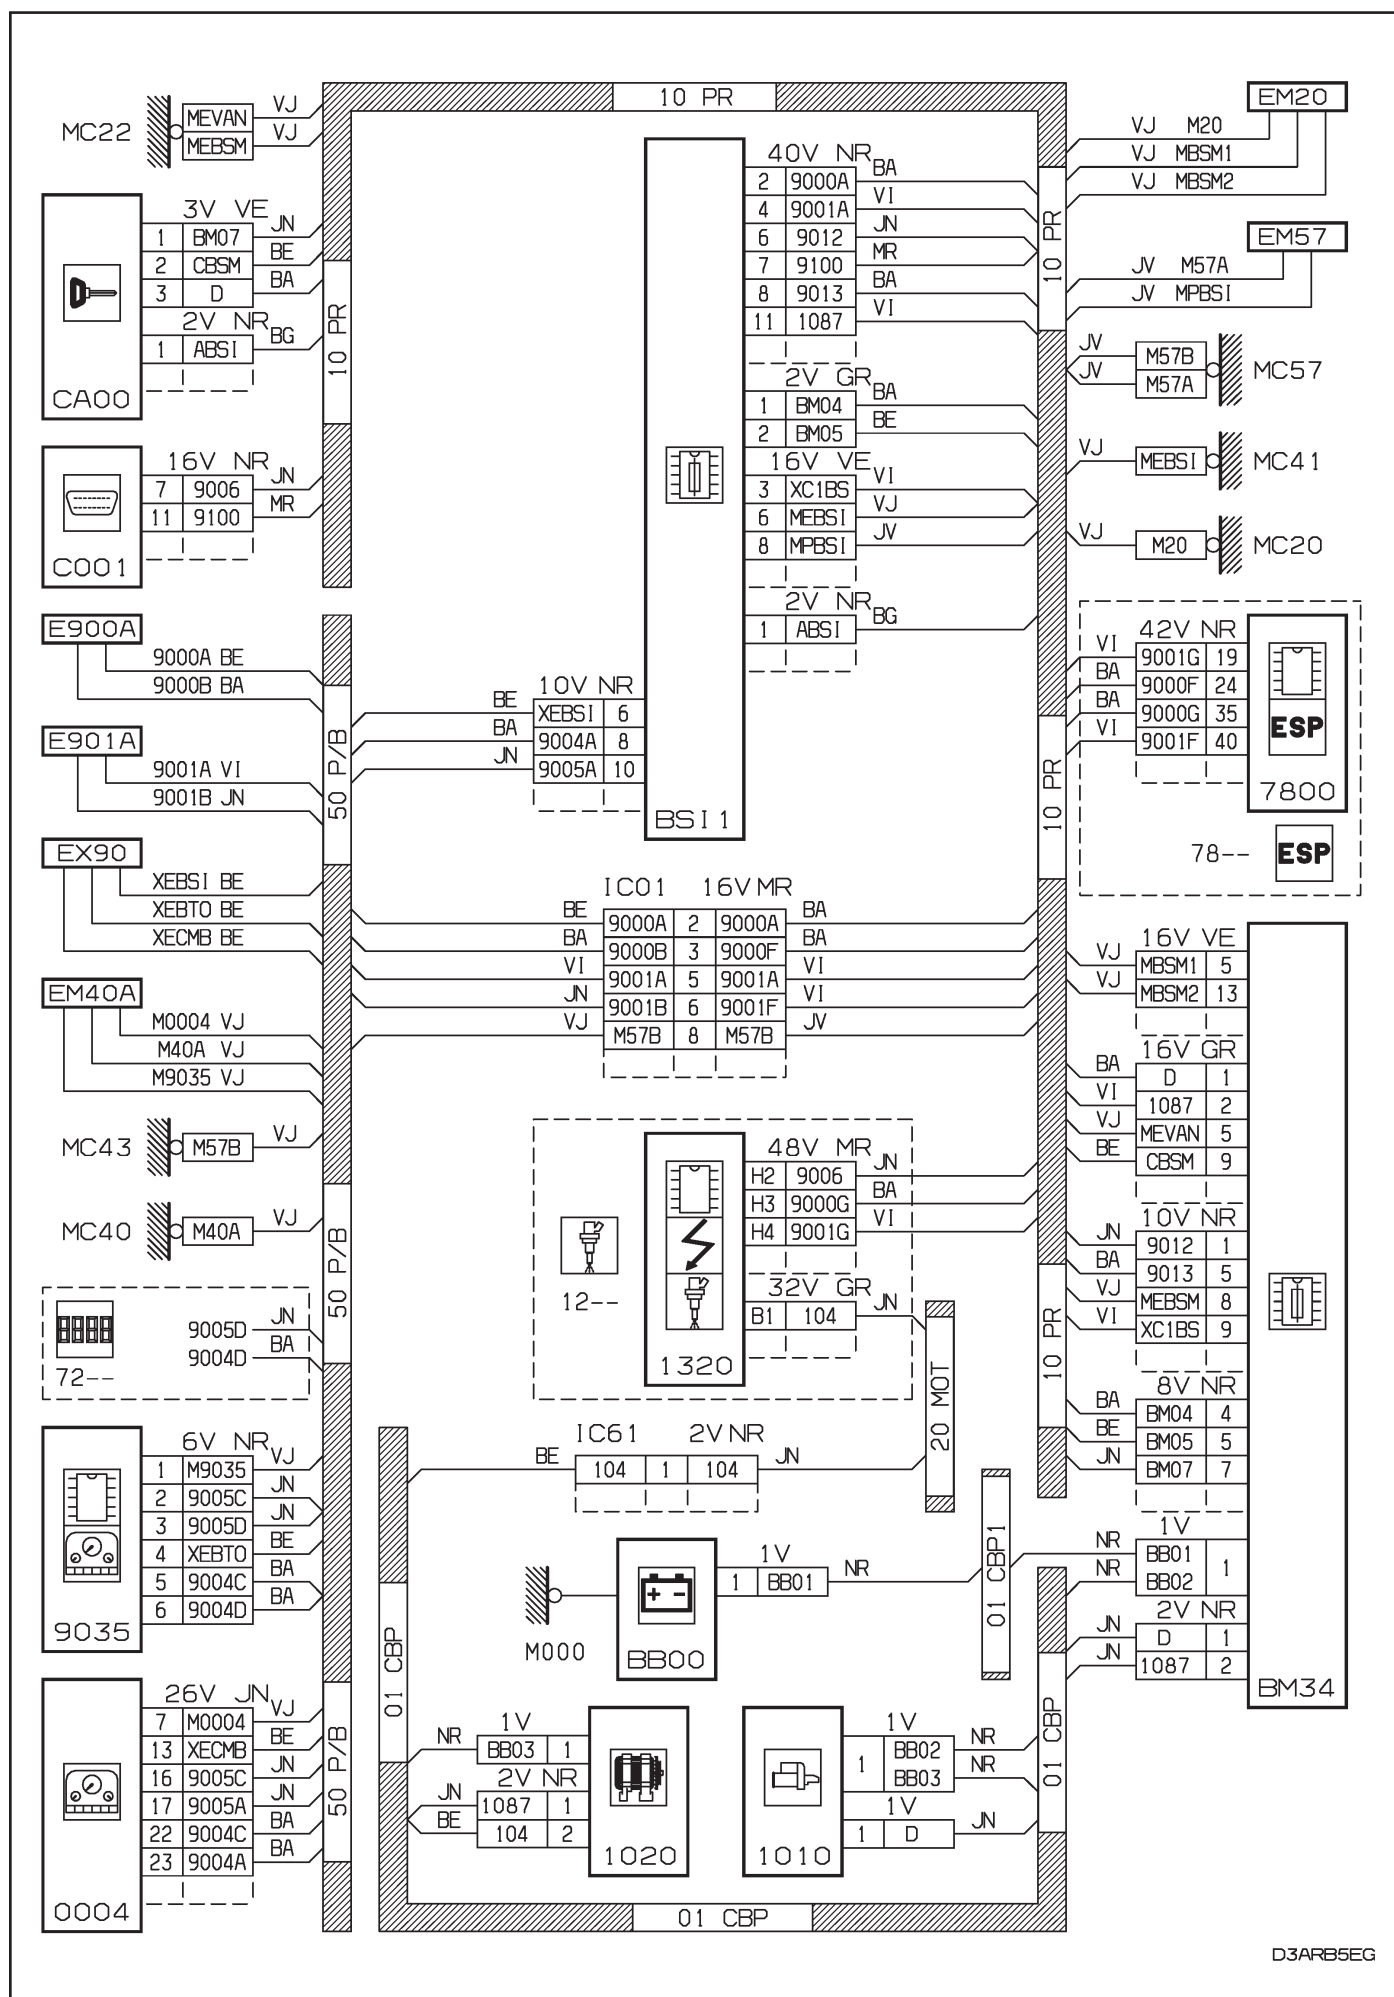 10 PR
MC22
MEVAN VJ
MEBSM VJ
3V VE
1 BM07 JN
2 CBSM BE
3 D BA
2V NR
1 ABSI BG
CA00
10 PR
16V NR
7 9006 JN
11 9100 MR
C001
E900A
9000A BE
9000B BA
E901A
9001A VI
9001B JN
50 P/B
EX90
XEBSI BE
XEBTO BE
XECMB BE
EM40A
M0004 VJ
M40A VJ
M9035 VJ
MC43 M57B VJ
MC40 M40A VJ
50 P/B
9005D JN
9004D BA
72--
6V NR
1 M9035 VJ
2 9005C JN
3 9005D JN
4 XEBTO BE
5 9004C BA
6 9004D BA
9035
26V JN
7 M0004 VJ
13 XECMB BE
16 9005C JN
17 9005A JN
22 9004C BA
23 9004A BA
0004
50 P/B
40V NR
2 9000A BA
4 9001A VI
6 9012 JN
7 9100 MR
8 9013 BA
11 1087 VI
2V GR
1 BM04 BA
2 BM05 BE
16V VE
3 XC1BS VI
6 MEBSI VJ
8 MPBSI JV
2V NR
1 ABSI BG
10V NR
BE XEBSI 6
BA 9004A 8
JN 9005A 10
BSI1
IC01 16V MR
BE 9000A 2 9000A BA
BA 9000B 3 9000F BA
VI 9001A 5 9001A VI
JN 9001B 6 9001F VI
VJ M57B 8 M57B JV
48V MR
H2 9006 JN
H3 9000G BA
H4 9001G VI
32V GR
B1 104 JN
12--
1320
20 MOT
IC61 2V NR
BE 104 1 104 JN
1V
1 BB01 NR
M000
BB00
01 CBP1
01 CBP
1V
NR BB03 1
2V NR
JN 1087 1
BE 104 2
1020
1V
1 BB02 NR
BB03 NR
1V
1 D JN
1010
01 CBP
01 CBP
EM20
VJ M20
VJ MBSM1
VJ MBSM2
10 PR
EM57
JV M57A
JV MPBSI
JV M57B
JV M57A
MC57
VJ MEBSI MC41
VJ M20 MC20
42V NR
VI 9001G 19
BA 9000F 24
BA 9000G 35
VI 9001F 40
ESP
7800
78-- ESP
10 PR
16V VE
VJ MBSM1 5
VJ MBSM2 13
16V GR
BA D 1
VI 1087 2
VJ MEVAN 5
BE CBSM 9
10V NR
JN 9012 1
BA 9013 5
VJ MEBSM 8
VI XC1BS 9
10 PR
8V NR
BA BM04 4
BE BM05 5
JN BM07 7
1V
NR BB01 1
NR BB02
2V NR
JN D 1
JN 1087 2
BM34
D3ARB5EG